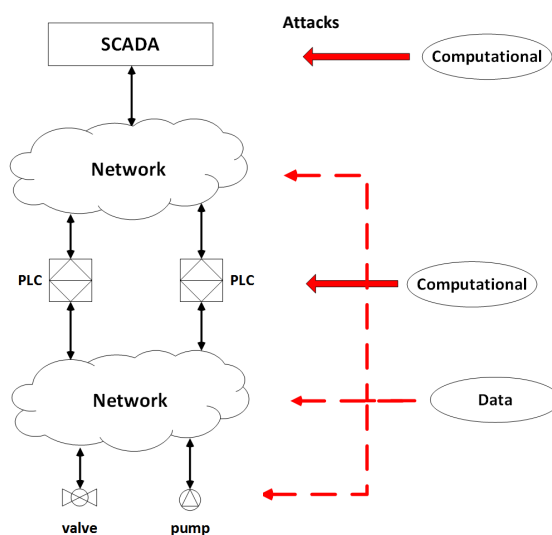 Attacks
SCADA
Computational
Network
PLC
PLC
Computational
Network
Data
valve
pump